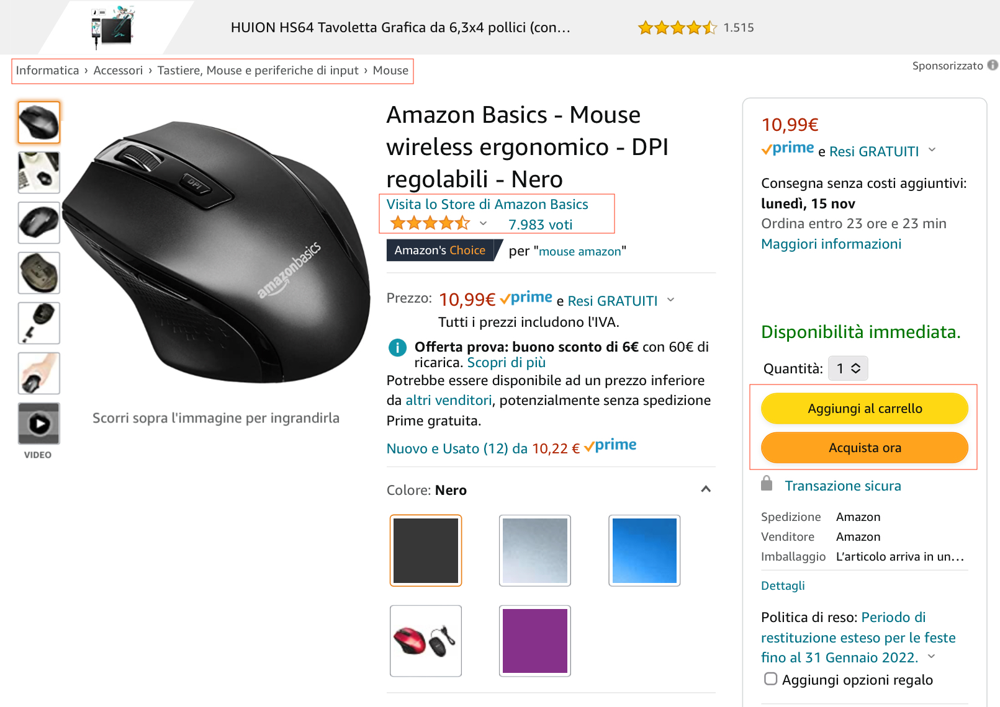 HUION HS64 Tavoletta Grafica da 6,3x4 pollici (con…
1.515
Sponsorizzato
Informatica › Accessori › Tastiere, Mouse e periferiche di input › Mouse
DPI
amazonbasics
Scorri sopra l'immagine per ingrandirla
VIDEO
Amazon Basics - Mouse
wireless ergonomico - DPI
regolabili - Nero
Visita lo Store di Amazon Basics
7.983 voti
Amazon's Choice per "mouse amazon"
Prezzo: 10,99€ prime e Resi GRATUITI
Tutti i prezzi includono l'IVA.
Offerta prova: buono sconto di 6€ con 60€ di
ricarica. Scopri di più
Potrebbe essere disponibile ad un prezzo inferiore
da altri venditori, potenzialmente senza spedizione
Prime gratuita.
Nuovo e Usato (12) da 10,22 € prime
Colore: Nero
10,99€
prime e Resi GRATUITI
Consegna senza costi aggiuntivi:
lunedì, 15 nov
Ordina entro 23 ore e 23 min
Maggiori informazioni
Disponibilità immediata.
Quantità: 1
Aggiungi al carrello
Acquista ora
Transazione sicura
Spedizione Amazon
Venditore Amazon
Imballaggio L'articolo arriva in un…
Dettagli
Politica di reso: Periodo di
restituzione esteso per le feste
fino al 31 Gennaio 2022.
Aggiungi opzioni regalo